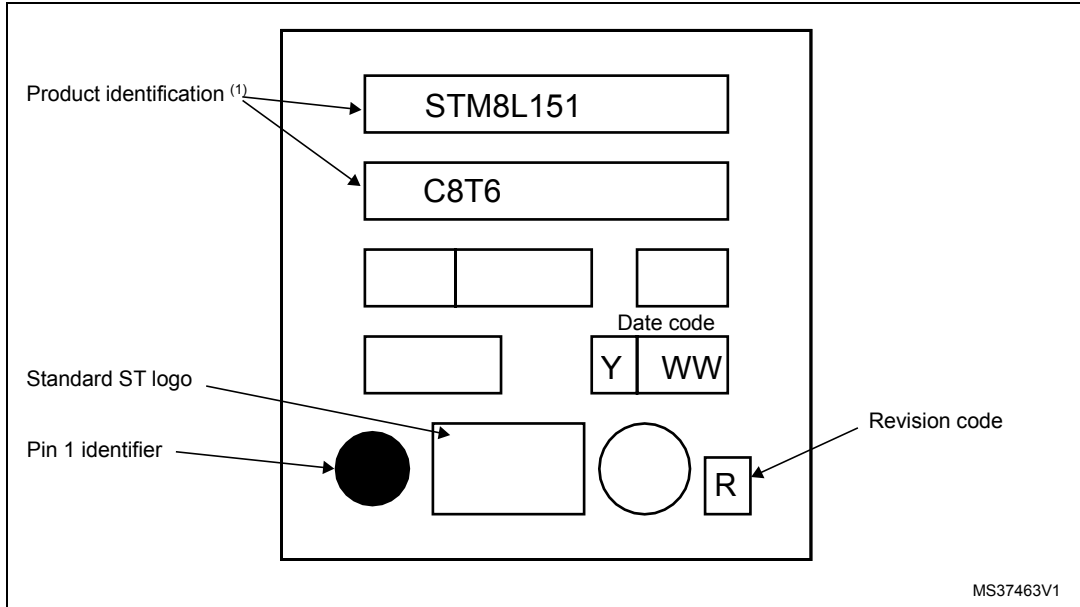 Product identification (1)
STM8L151
C8T6
Date code
Y WW
Standard ST logo
Pin 1 identifier
Revision code
R
MS37463V1